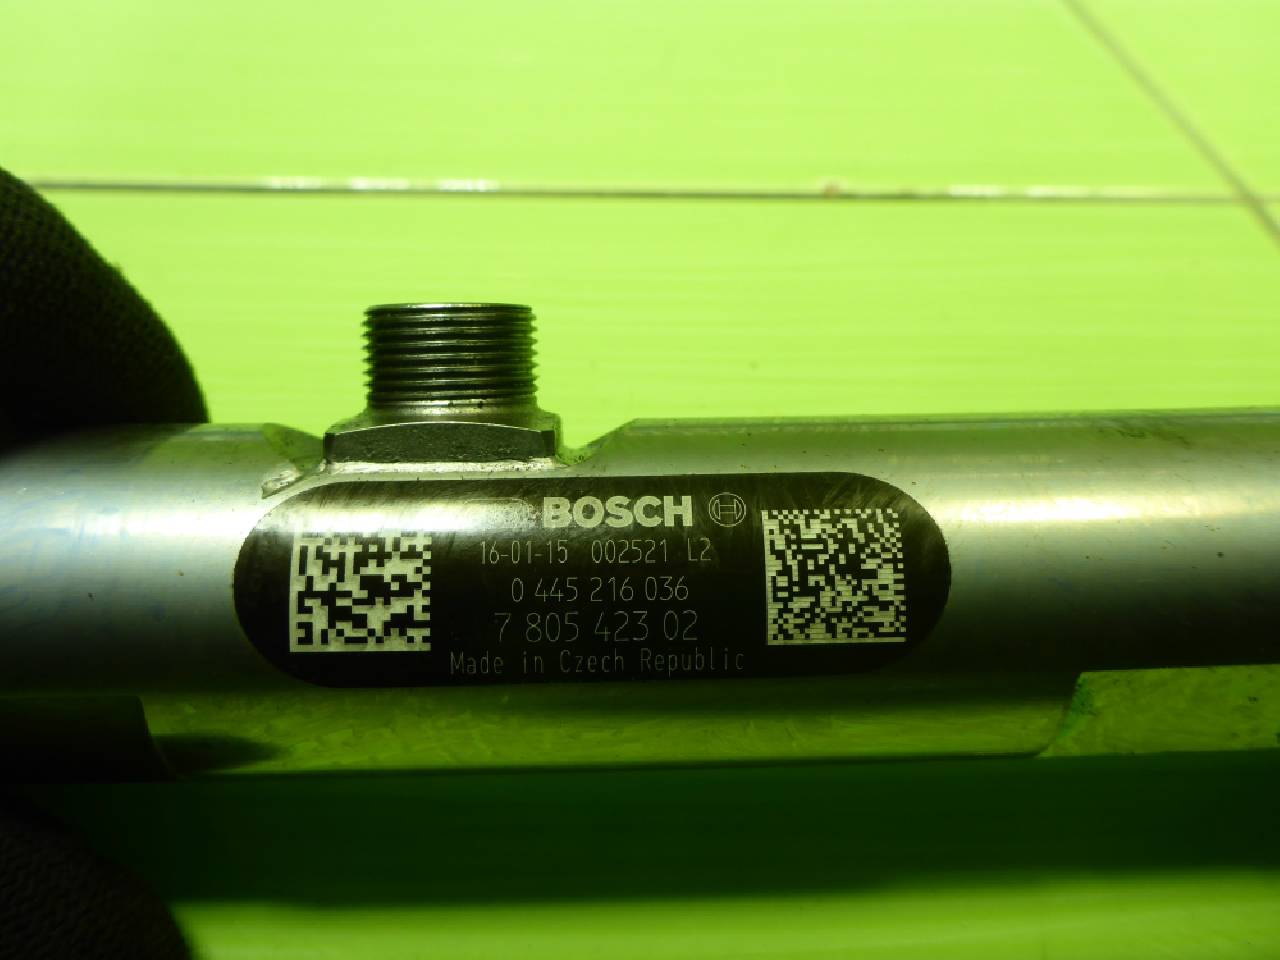 BOSCH
16-01-15 002521 L2
0 445 216 036
7 805 423 02
Made in Czech Republic